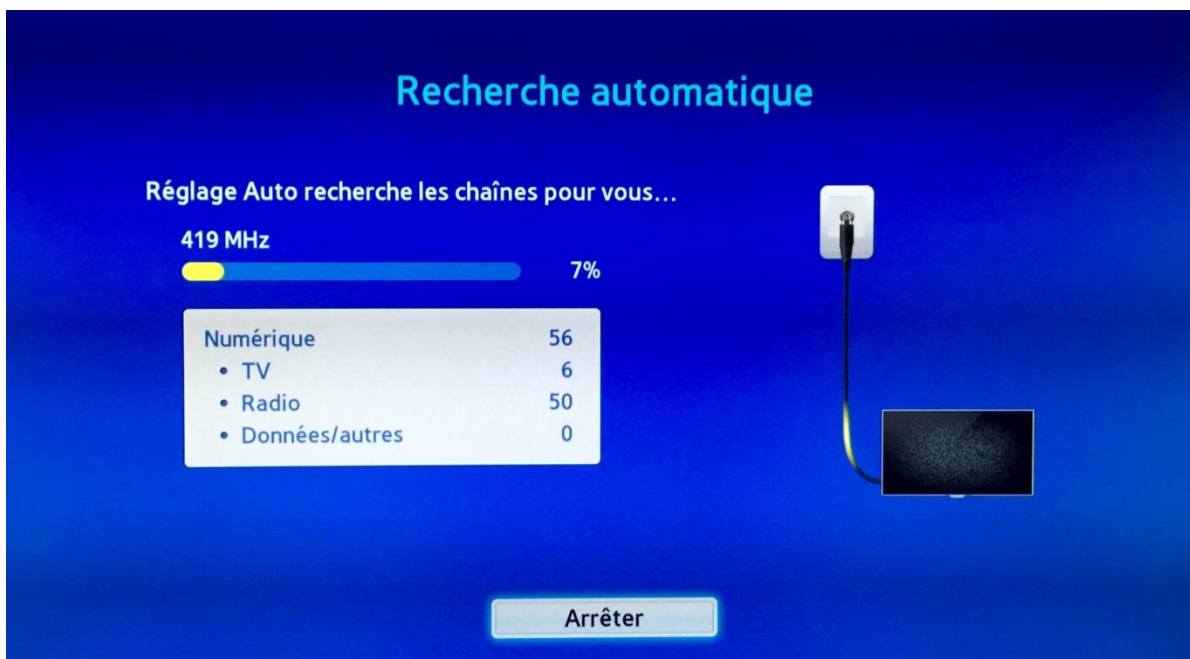 Recherche automatique
Réglage Auto recherche les chaînes pour vous...
419 MHz
7%
Numérique 56
• TV 6
• Radio 50
• Données/autres 0
Arrêter